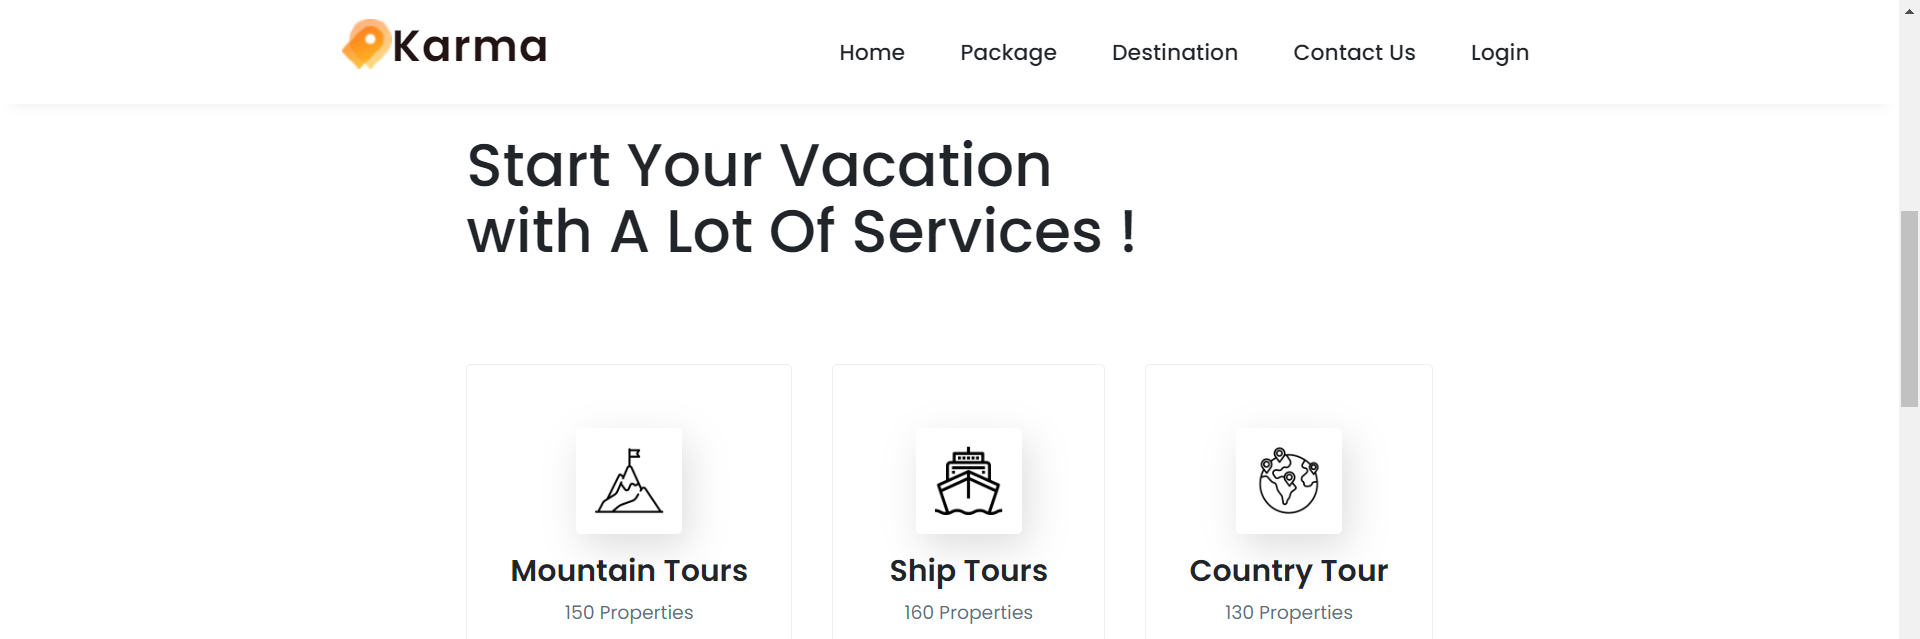 Karma
Home Package Destination Contact Us Login
Start Your Vacation
with A Lot Of Services !
Mountain Tours Ship Tours Country Tour
150 Properties 160 Properties 130 Properties